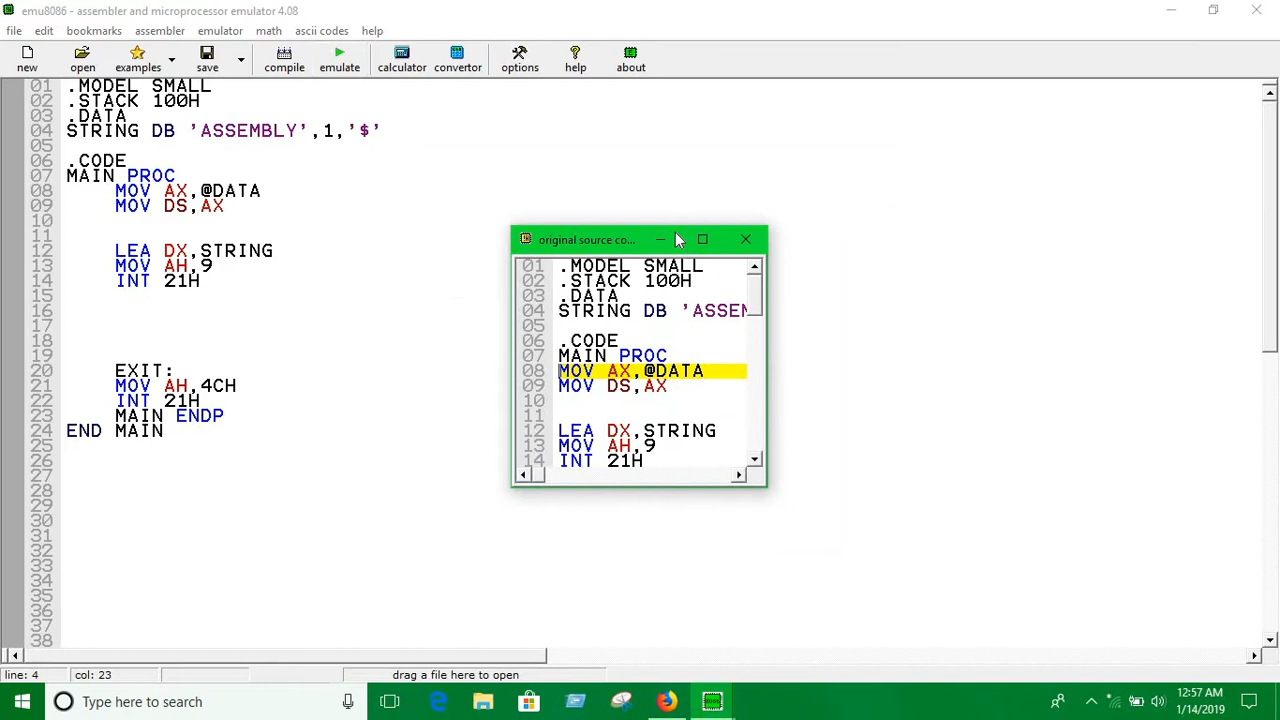 emu8086 - assembler and microprocessor emulator 4.08
file edit bookmarks assembler emulator math ascii codes help
new open examples save compile emulate calculator convertor options help about
01 .MODEL SMALL
02 .STACK 100H
03 .DATA
04 STRING DB 'ASSEMBLY',1,'$'
05
06 .CODE
07 MAIN PROC
08 MOV AX,@DATA
09 MOV DS,AX
10
11
12 LEA DX,STRING
13 MOV AH,9
14 INT 21H
15
16
17
18
19
20 EXIT:
21 MOV AH,4CH
22 INT 21H
23 MAIN ENDP
24 END MAIN
25
26
27
28
29
30
31
32
33
34
35
36
37
38
original source co...
01 .MODEL SMALL
02 .STACK 100H
03 .DATA
04 STRING DB 'ASSEM
05
06 .CODE
07 MAIN PROC
08 MOV AX,@DATA
09 MOV DS,AX
10
11
12 LEA DX,STRING
13 MOV AH,9
14 INT 21H
line: 4 col: 23 drag a file here to open
Type here to search
12:57 AM
1/14/2019